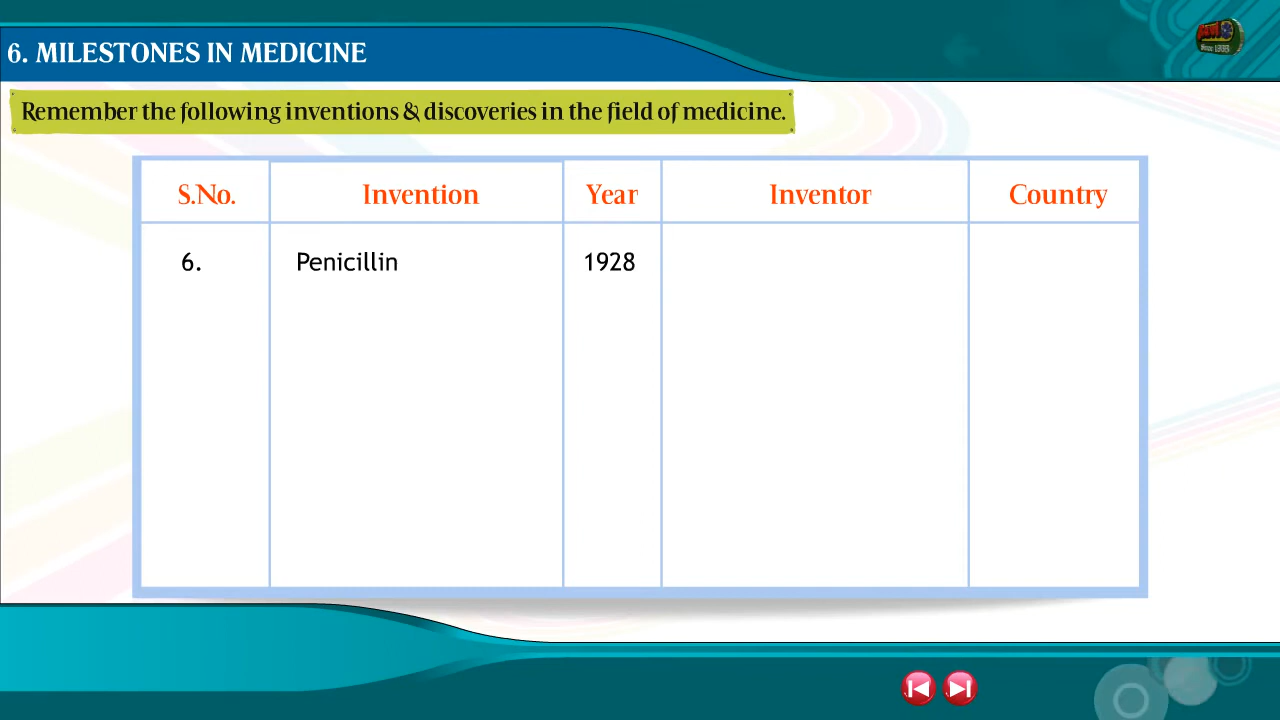 6. MILESTONES IN MEDICINE
Remember the following inventions & discoveries in the field of medicine.
S.No. Invention Year Inventor Country
6. Penicillin 1928